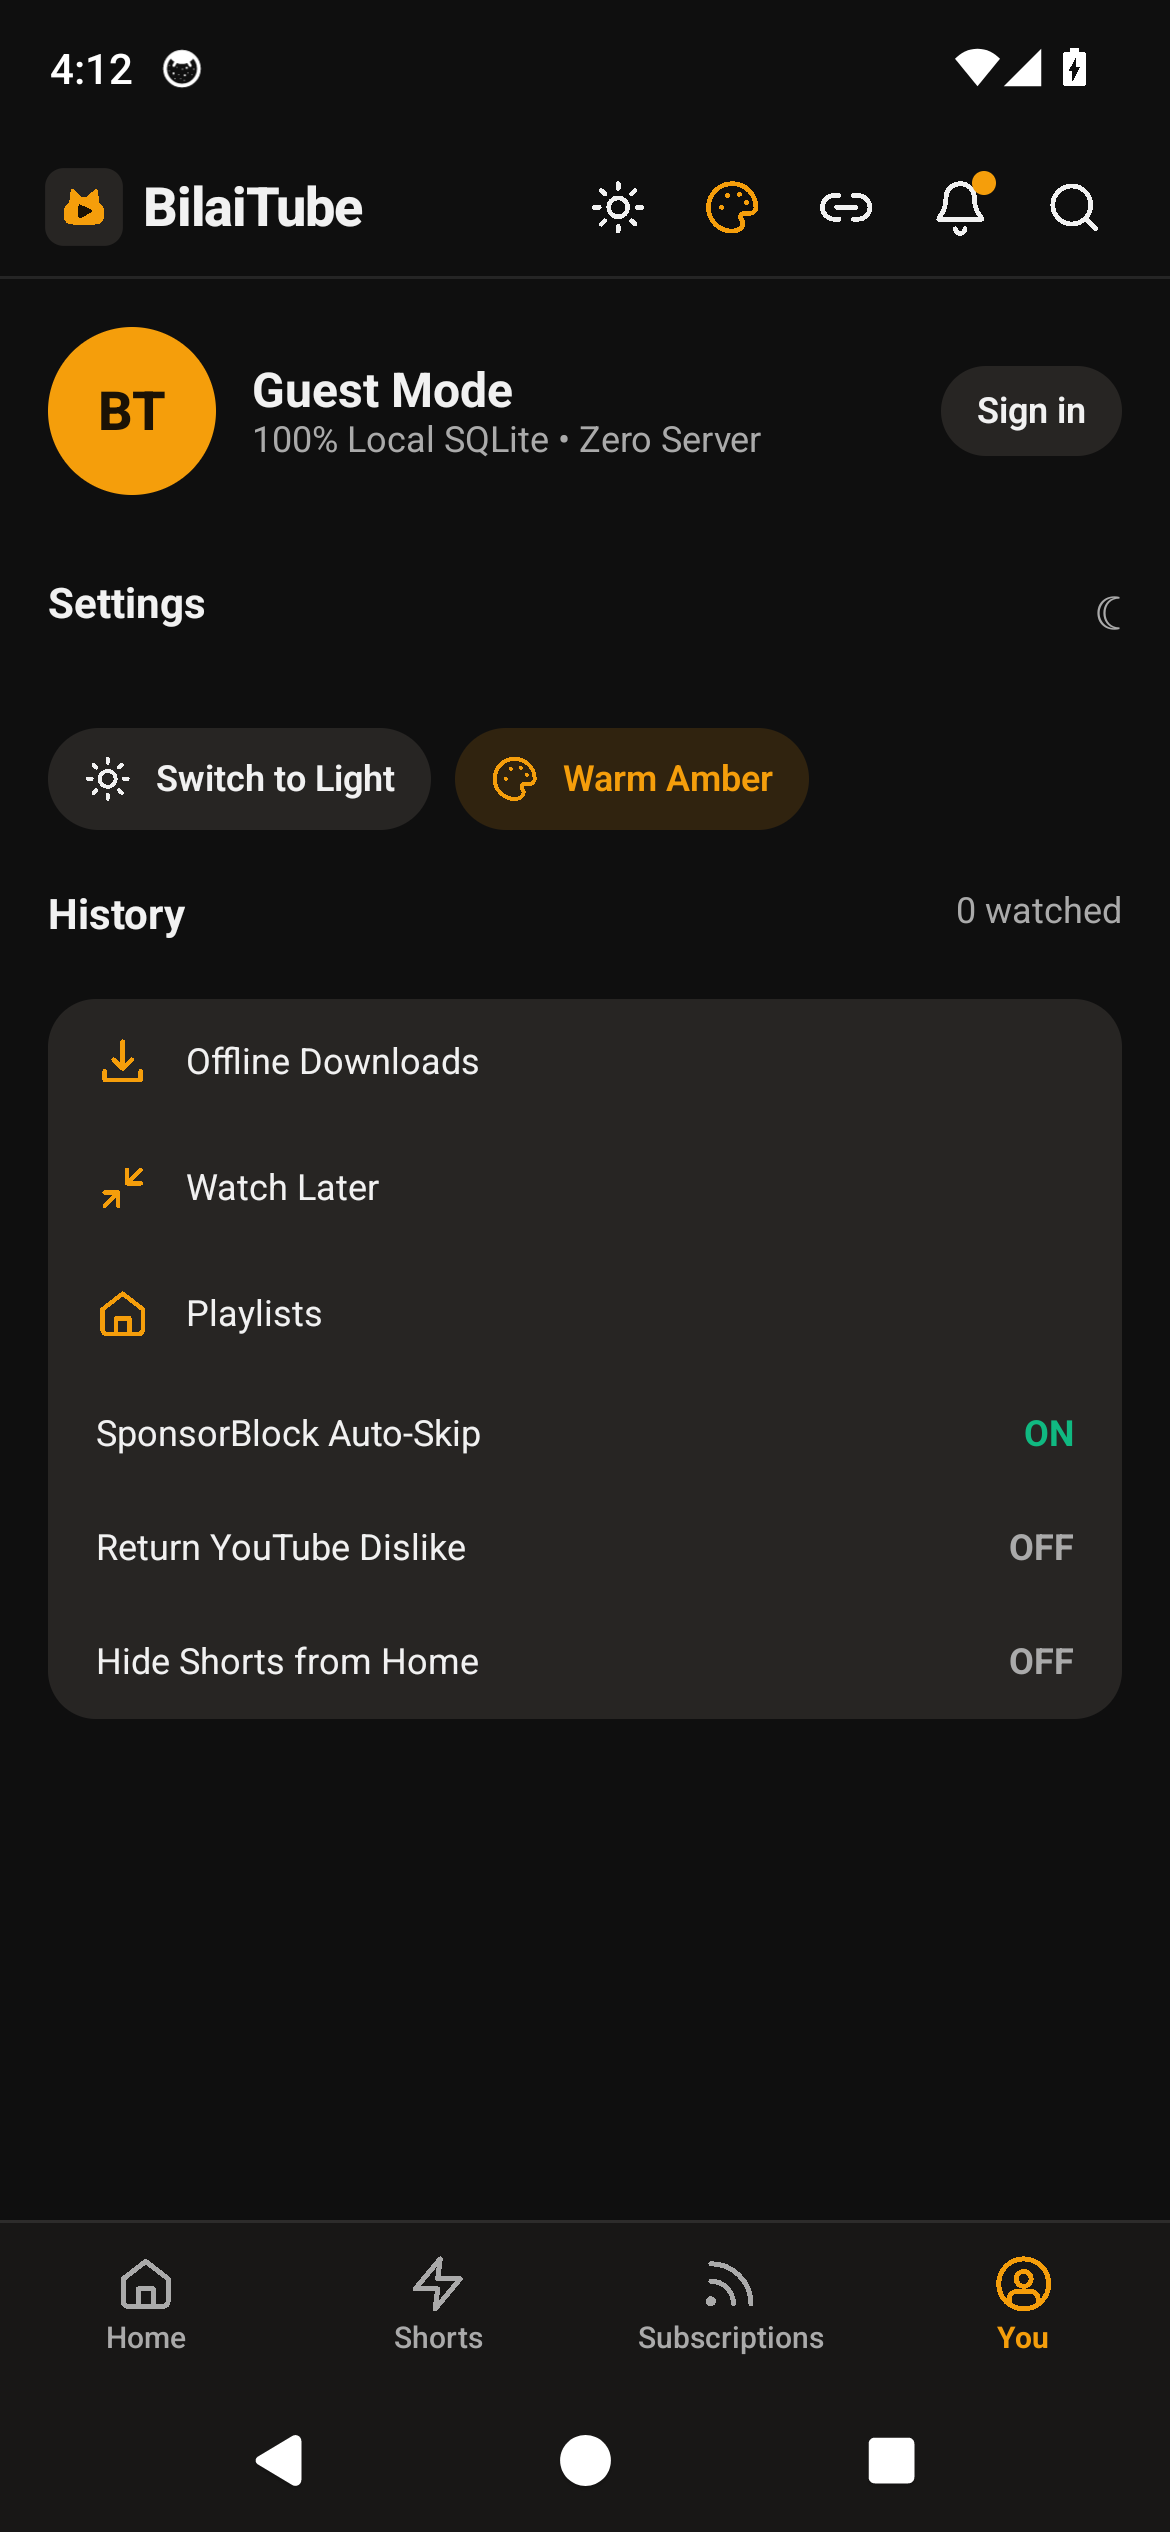 4:12
BilaiTube
BT
Guest Mode
100% Local SQLite • Zero Server
Sign in
Settings
Switch to Light
Warm Amber
History
0 watched
Offline Downloads
Watch Later
Playlists
SponsorBlock Auto-Skip
ON
Return YouTube Dislike
OFF
Hide Shorts from Home
OFF
Home
Shorts
Subscriptions
You